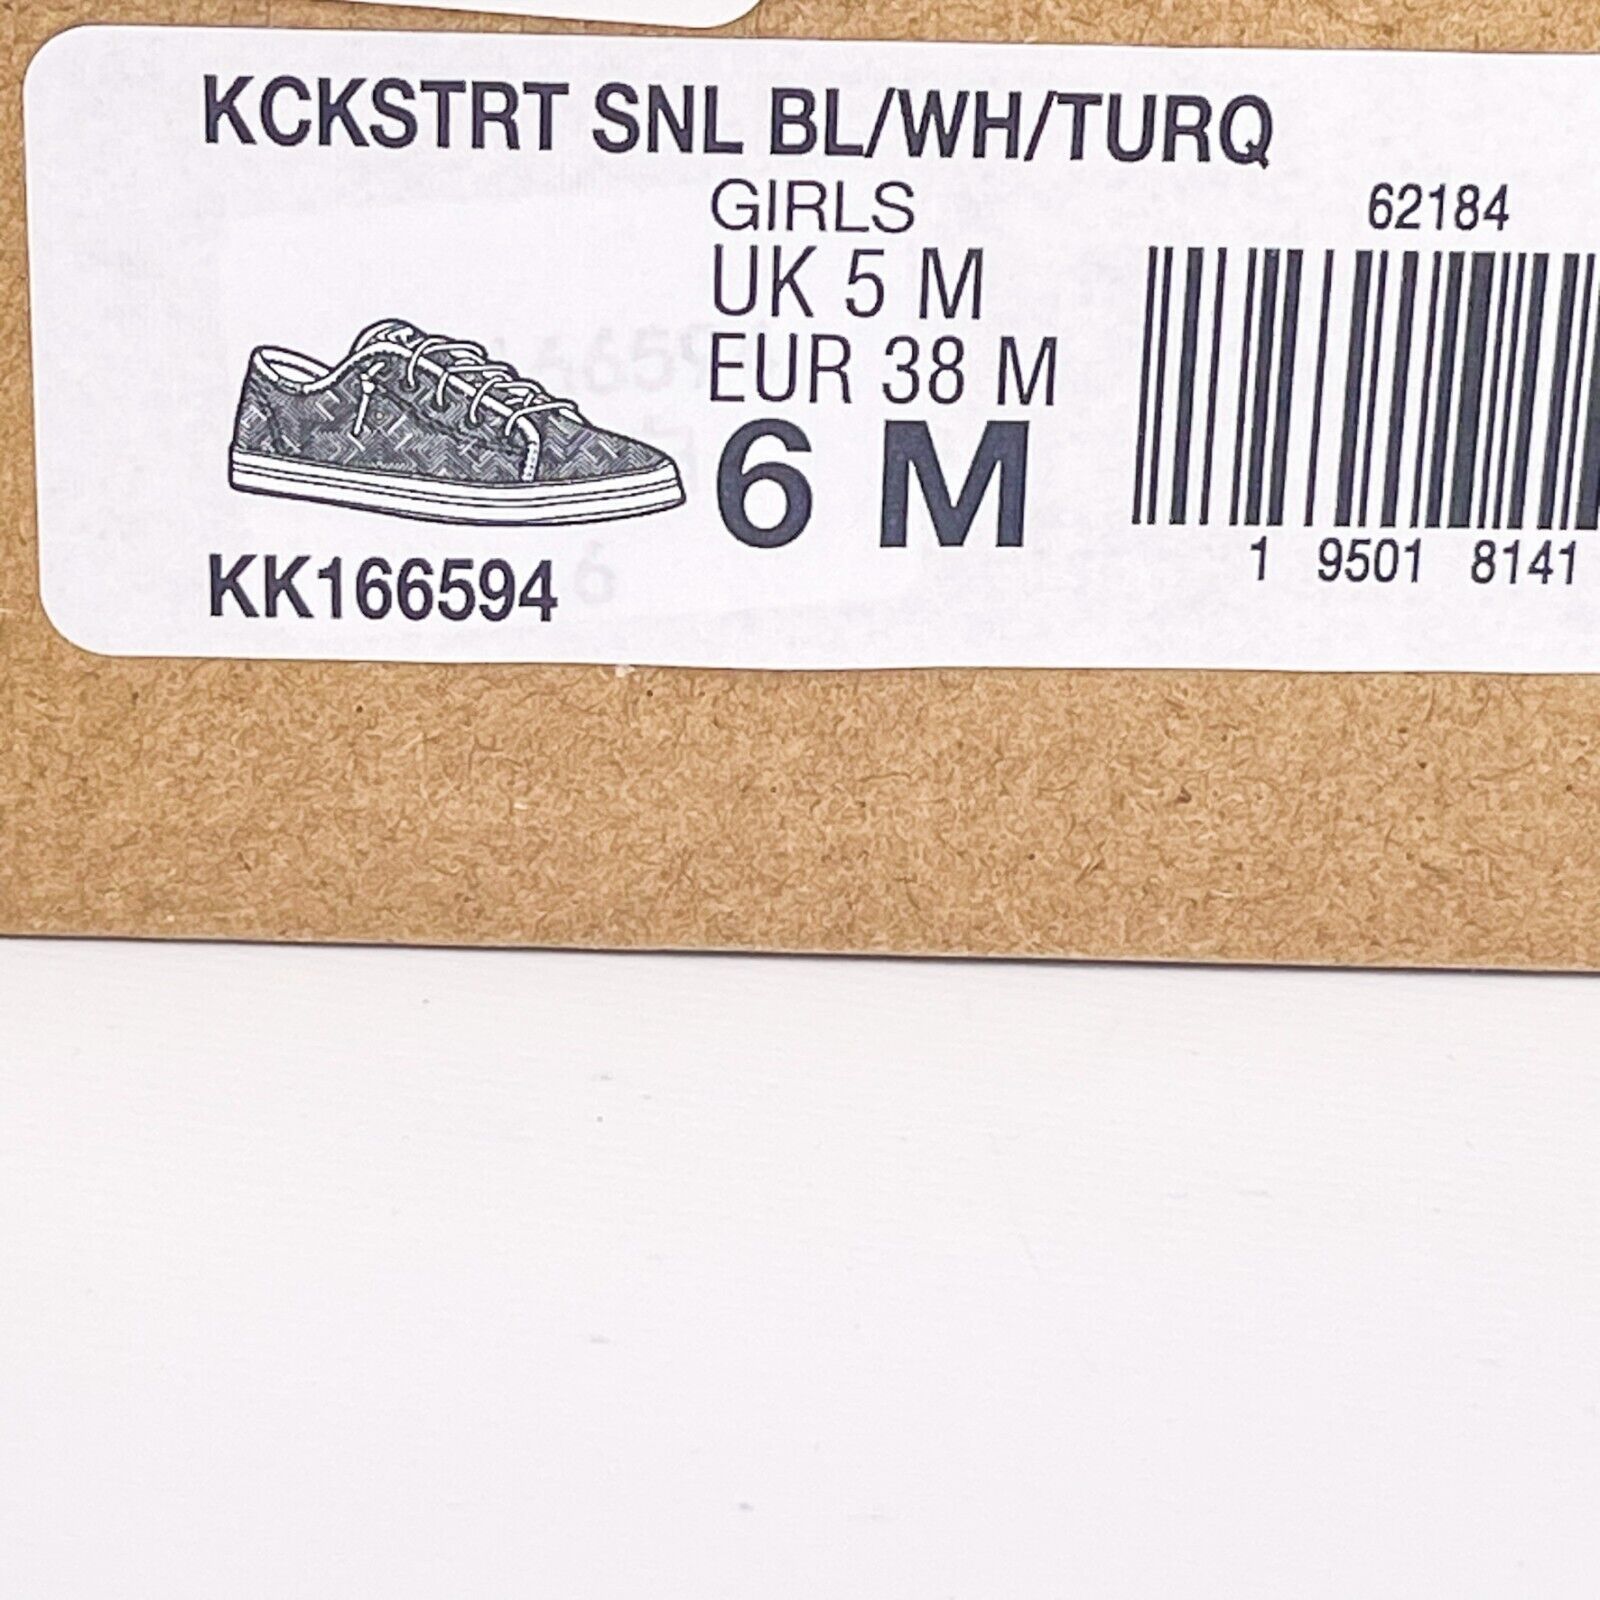 KCKSTRT SNL BL/WH/TURQ
GIRLS
UK 5 M
EUR 38 M
6 M
KK166594
62184
1 9501 8141